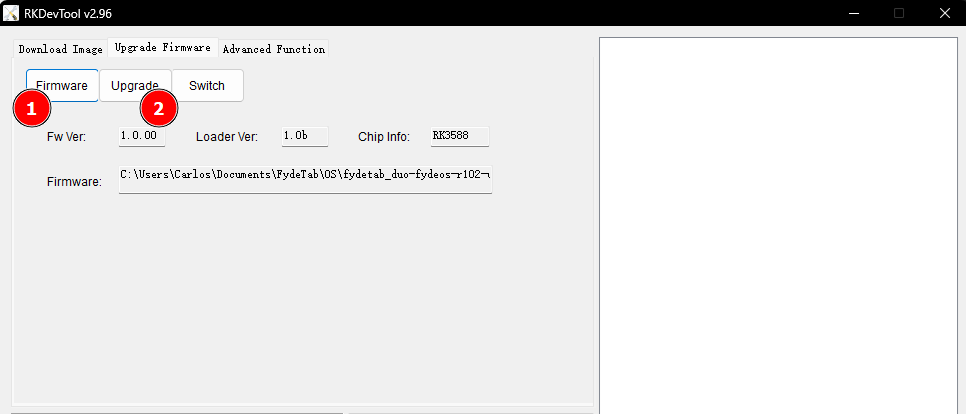 RKDevTool v2.96
Download Image Upgrade Firmware Advanced Function
Firmware Upgrade Switch
1 2
Fw Ver: 1.0.00 Loader Ver: 1.0b Chip Info: RK3588
Firmware: C:\Users\Carlos\Documents\FydeTab\OS\fydetab_duo-fydeos-r102-